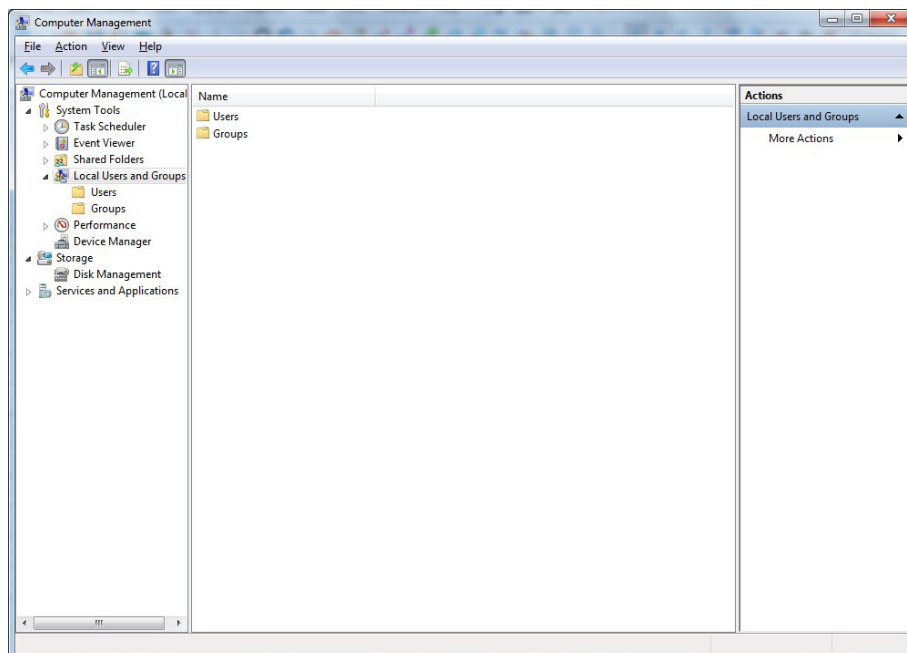 Computer Management
File Action View Help
Computer Management (Local
System Tools
Task Scheduler
Event Viewer
Shared Folders
Local Users and Groups
Users
Groups
Performance
Device Manager
Storage
Disk Management
Services and Applications
Name
Users
Groups
Actions
Local Users and Groups
More Actions